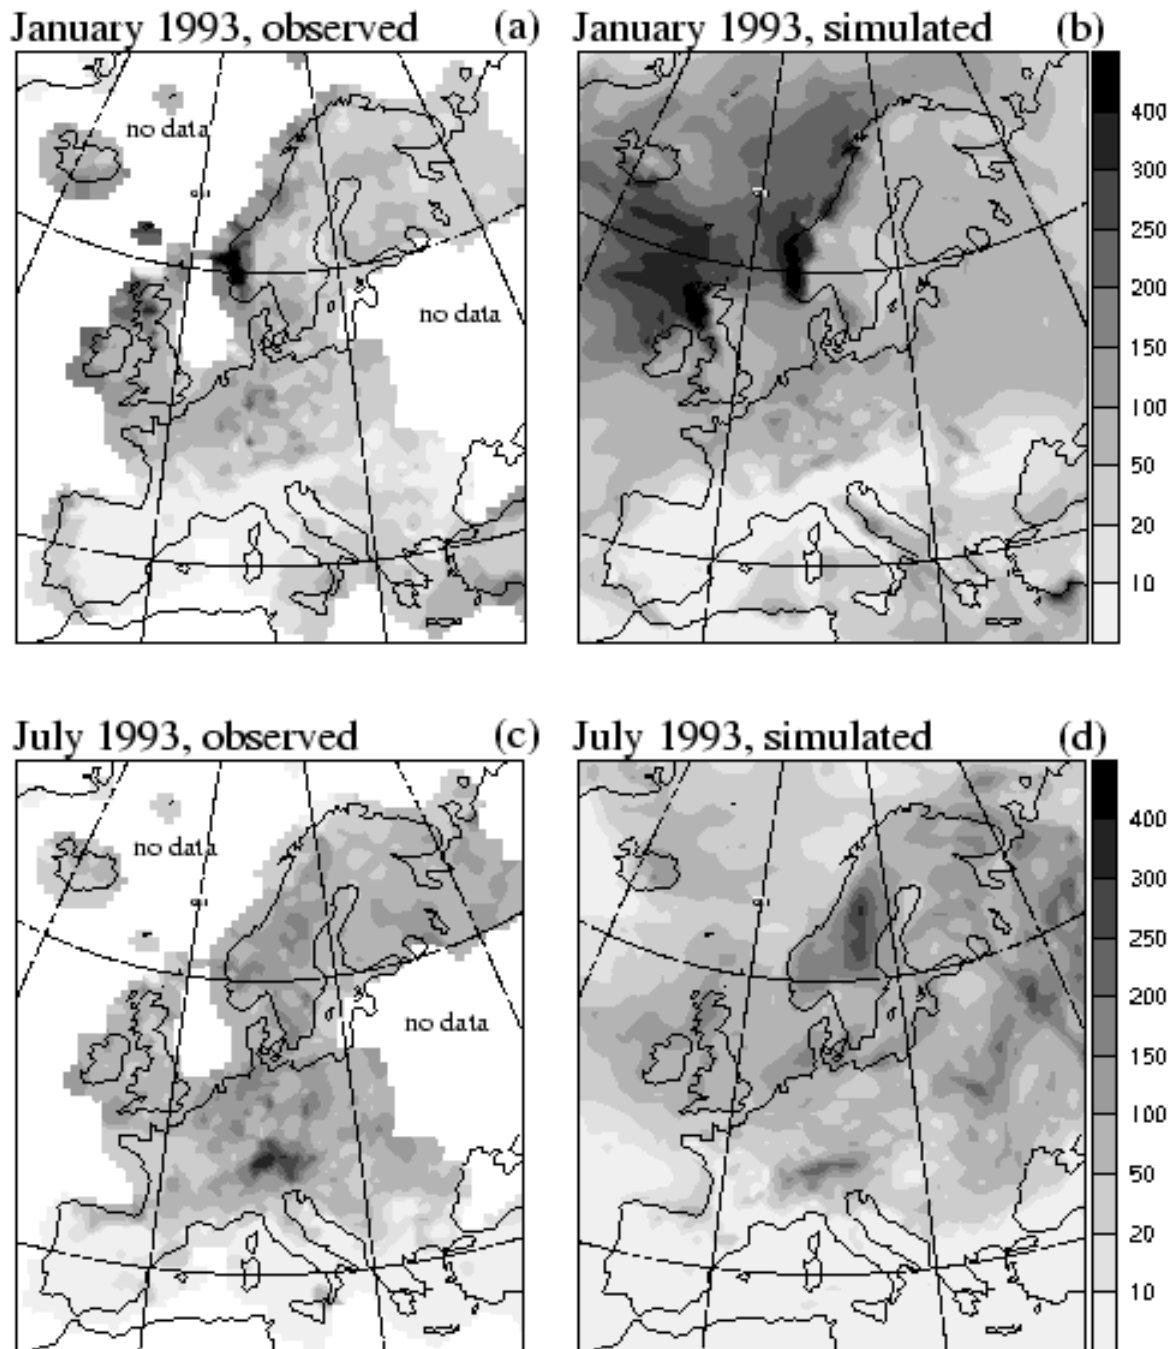 January 1993, observed (a)
January 1993, simulated (b)
no data
no data
400
300
250
200
150
100
50
20
10
July 1993, observed (c)
July 1993, simulated (d)
no data
no data
400
300
250
200
150
100
50
20
10